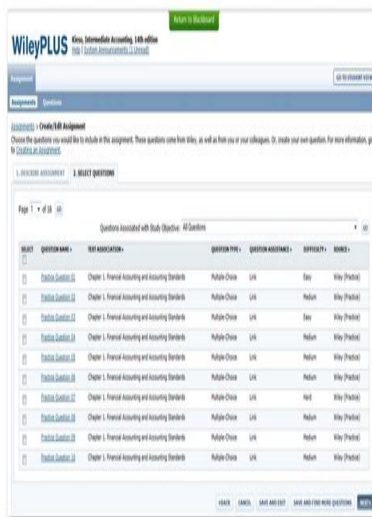 Return to Blackboard
WileyPLUS Kieso, Intermediate Accounting, 14th edition
Help | System Announcements (1 Unread)
Assignment GO TO STUDENT VIEW
Assignments Questions
Assignments > Create/Edit Assignment
Choose the questions you would like to include in this assignment. These questions come from Wiley, as well as from you or your colleagues. Or, create your own question. For more information, go
to Creating an Assignment.
1. DESCRIBE ASSIGNMENT 2. SELECT QUESTIONS
Page 1 of 16 GO
Questions Associated with Study Objective: All Questions GO
SELECT QUESTION NAME TEXT ASSOCIATION QUESTION TYPE QUESTION ASSISTANCE DIFFICULTY SOURCE
Practice Question 01 Chapter 1. Financial Accounting and Accounting Standards Multiple Choice Link Easy Wiley (Practice)
Practice Question 02 Chapter 1. Financial Accounting and Accounting Standards Multiple Choice Link Medium Wiley (Practice)
Practice Question 03 Chapter 1. Financial Accounting and Accounting Standards Multiple Choice Link Easy Wiley (Practice)
Practice Question 04 Chapter 1. Financial Accounting and Accounting Standards Multiple Choice Link Medium Wiley (Practice)
Practice Question 05 Chapter 1. Financial Accounting and Accounting Standards Multiple Choice Link Medium Wiley (Practice)
Practice Question 06 Chapter 1. Financial Accounting and Accounting Standards Multiple Choice Link Medium Wiley (Practice)
Practice Question 07 Chapter 1. Financial Accounting and Accounting Standards Multiple Choice Link Hard Wiley (Practice)
Practice Question 08 Chapter 1. Financial Accounting and Accounting Standards Multiple Choice Link Medium Wiley (Practice)
Practice Question 09 Chapter 1. Financial Accounting and Accounting Standards Multiple Choice Link Medium Wiley (Practice)
Practice Question 10 Chapter 1. Financial Accounting and Accounting Standards Multiple Choice Link Medium Wiley (Practice)
BACK CANCEL SAVE AND EXIT SAVE AND FIND MORE QUESTIONS NEXT